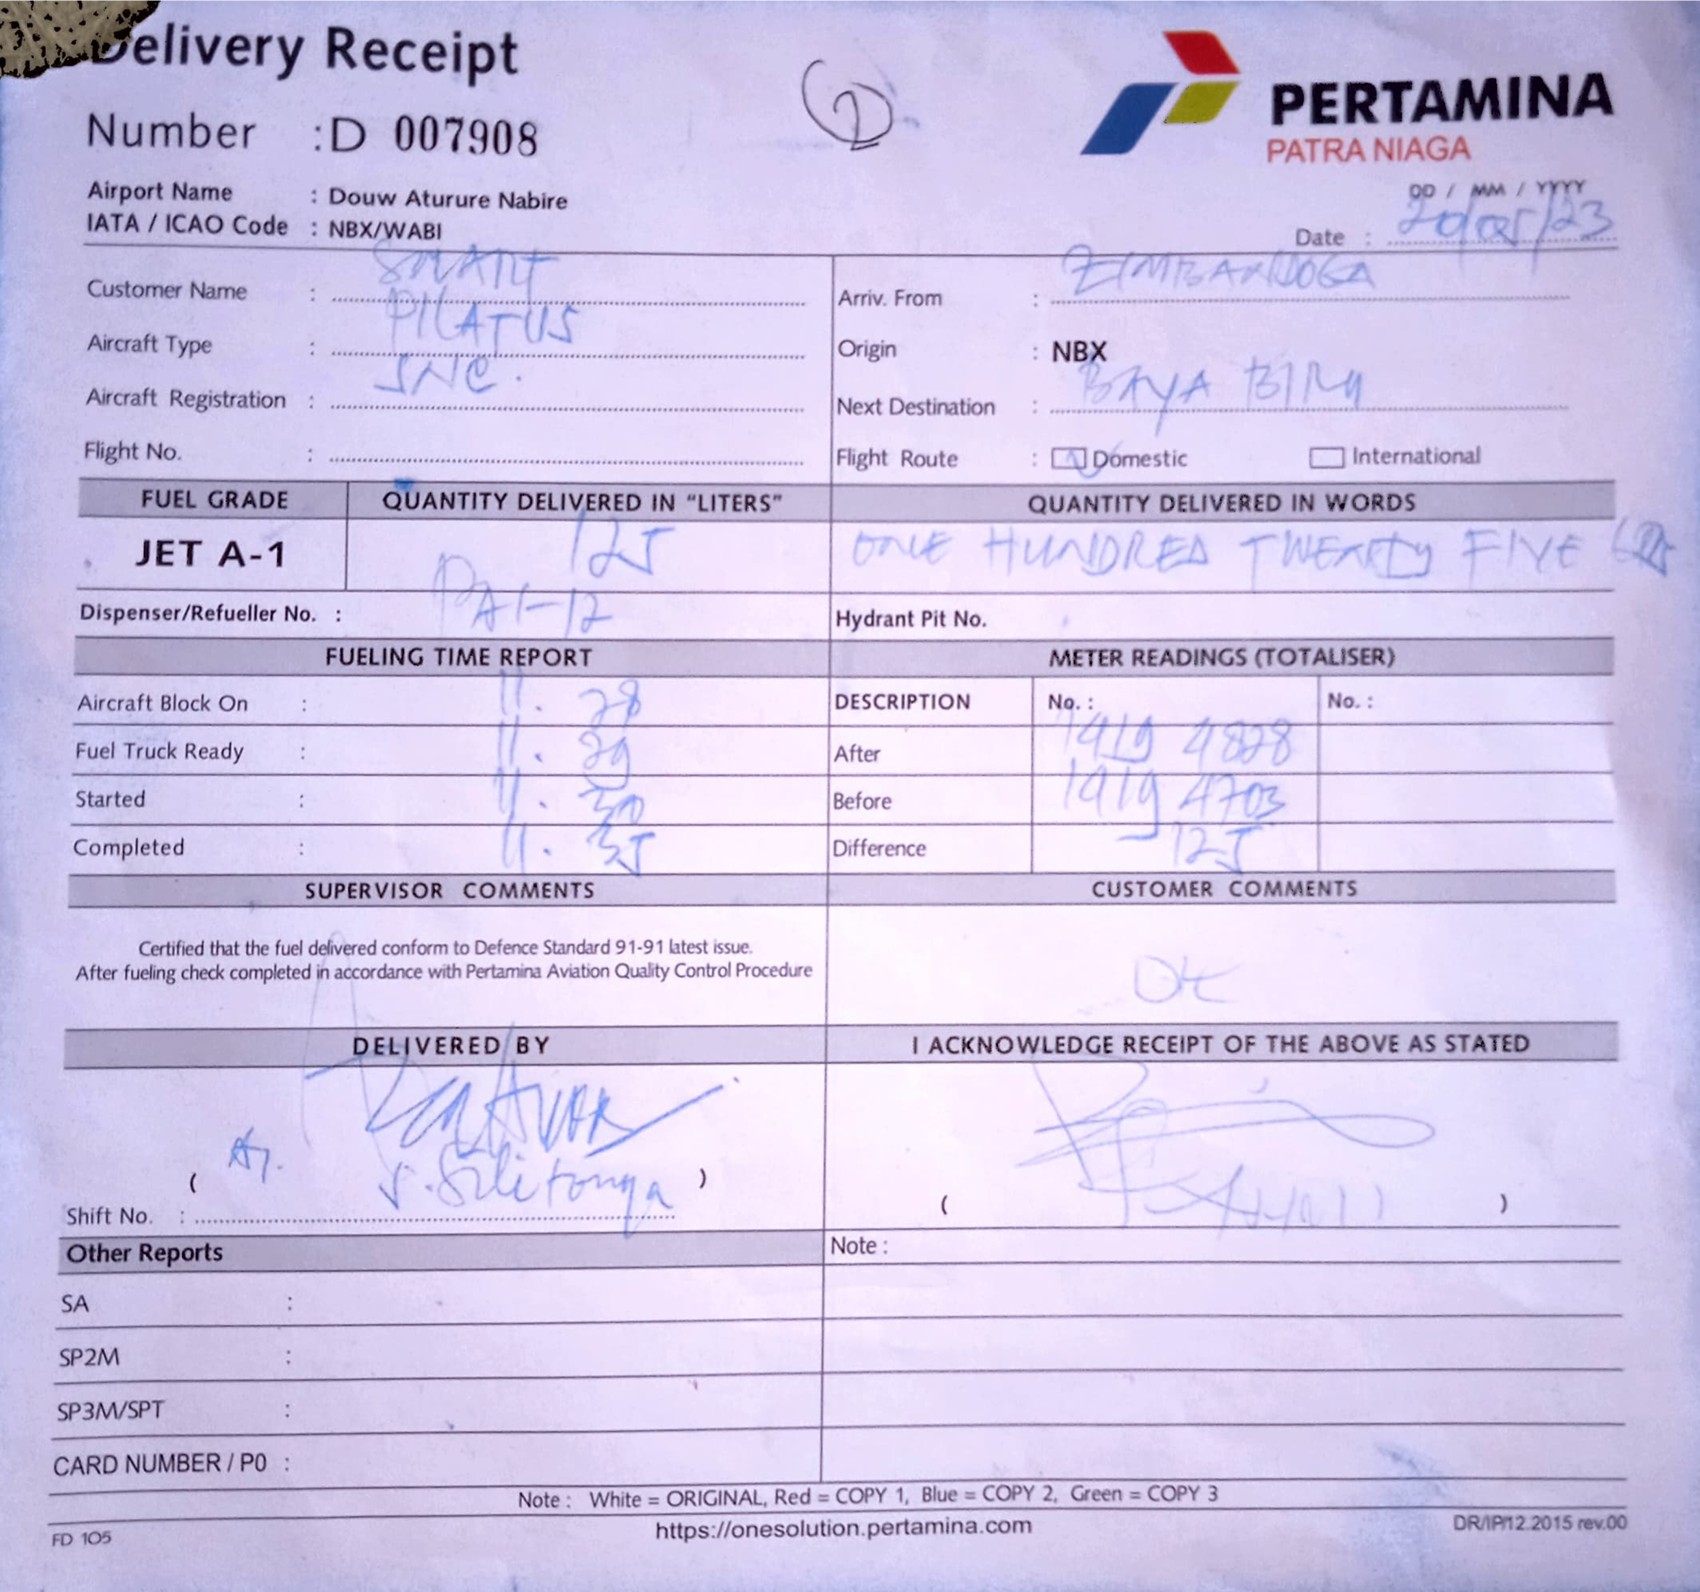 Delivery Receipt
2
PERTAMINA
PATRA NIAGA
Number : D 007908
Airport Name : Douw Aturure Nabire
IATA / ICAO Code : NBX/WABI
DD / MM / YYYY
Date : 20/05/23
Customer Name : SMART
Arriv. From :
Aircraft Type : PILATUS
Origin : NBX
Aircraft Registration : SNC.
Next Destination : BAYA BIRU
Flight No. :
Flight Route : Domestic International
FUEL GRADE QUANTITY DELIVERED IN “LITERS” QUANTITY DELIVERED IN WORDS
JET A-1 125 ONE HUNDRED TWENTY FIVE
Dispenser/Refueller No. :
Hydrant Pit No.
FUELING TIME REPORT METER READINGS (TOTALISER)
Aircraft Block On : 11. 28
DESCRIPTION No. : No. :
Fuel Truck Ready : 11. 29
After 1419 4828
Started : 11. 30
Before 1419 4703
Completed : 11. 35
Difference 125
SUPERVISOR COMMENTS CUSTOMER COMMENTS
Certified that the fuel delivered conform to Defence Standard 91-91 latest issue.
After fueling check completed in accordance with Pertamina Aviation Quality Control Procedure
OK
DELIVERED BY I ACKNOWLEDGE RECEIPT OF THE ABOVE AS STATED
( S. Silitonga )
( )
Shift No. :
Other Reports Note :
SA :
SP2M :
SP3M/SPT :
CARD NUMBER / P0 :
Note : White = ORIGINAL, Red = COPY 1, Blue = COPY 2, Green = COPY 3
FD 105 https://onesolution.pertamina.com DR/IP/12.2015 rev.00